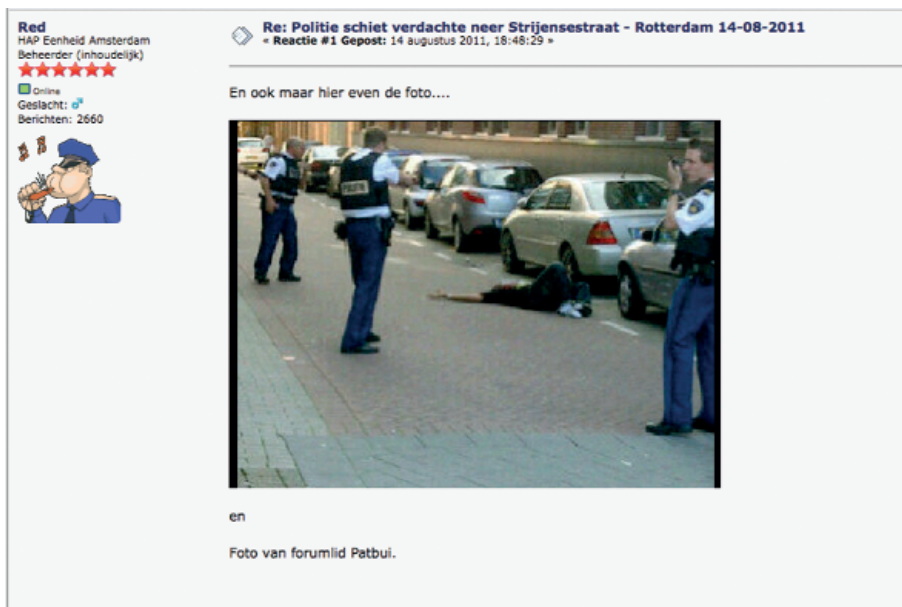 Red
HAP Eenheid Amsterdam
Beheerder (inhoudelijk)
Online
Geslacht:
Berichten: 2660
Re: Politie schiet verdachte neer Strijensestraat - Rotterdam 14-08-2011
« Reactie #1 Gepost: 14 augustus 2011, 18:48:29 »
En ook maar hier even de foto....
POLITIE
en
Foto van forumlid Patbui.